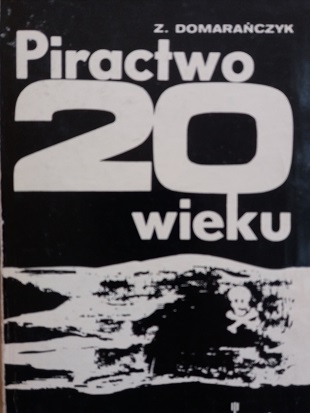 Z. DOMARAŃCZYK
Piractwo
20
wieku